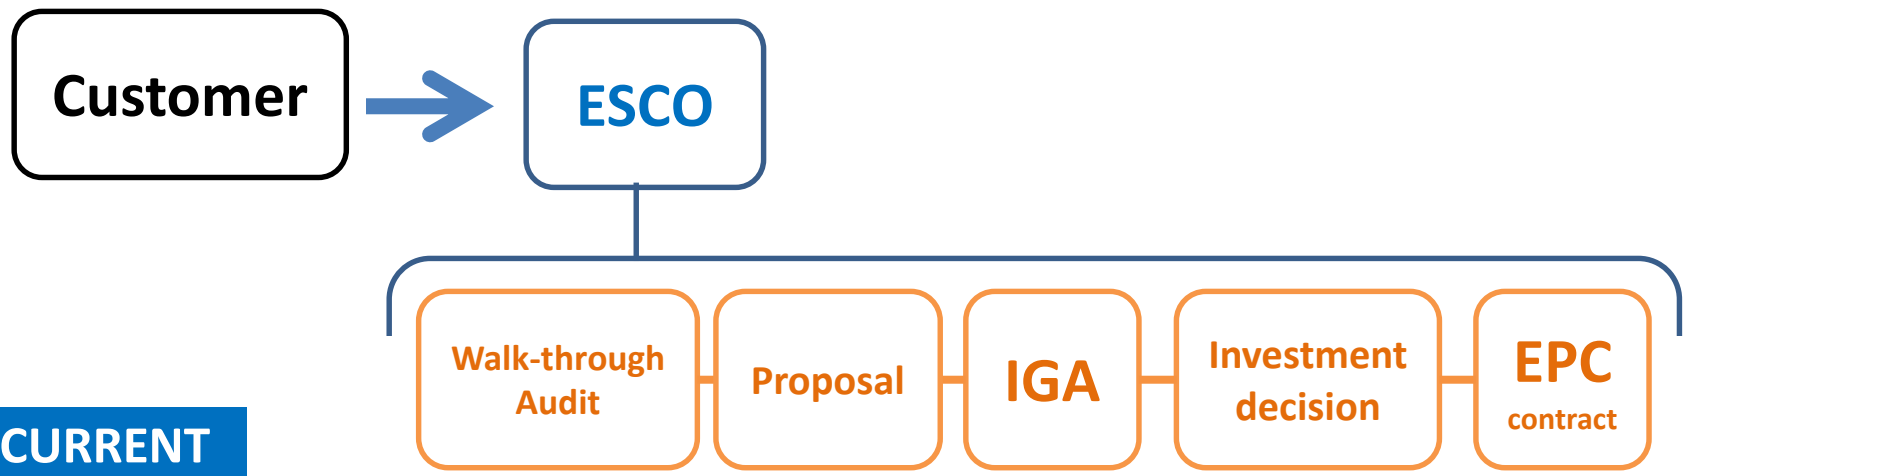 Customer
ESCO
Walk-through
Audit
Proposal
IGA
Investment
decision
EPC
contract
CURRENT